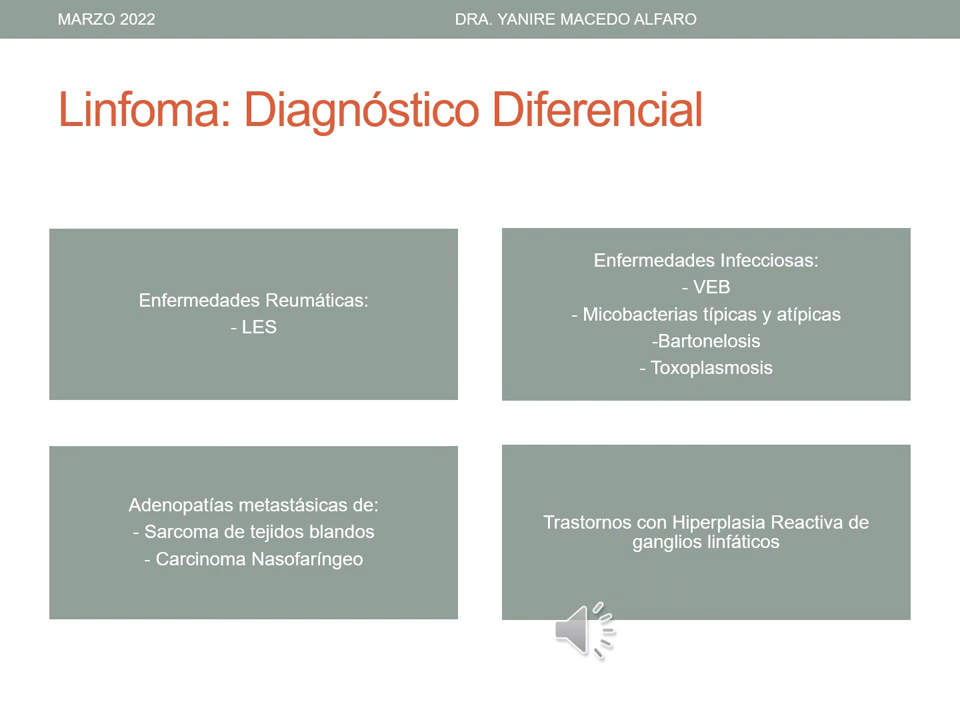 MARZO 2022
DRA. YANIRE MACEDO ALFARO
Linfoma: Diagnóstico Diferencial
Enfermedades Reumáticas:
- LES
Enfermedades Infecciosas:
- VEB
- Micobacterias típicas y atípicas
-Bartonelosis
- Toxoplasmosis
Adenopatías metastásicas de:
- Sarcoma de tejidos blandos
- Carcinoma Nasofaríngeo
Trastornos con Hiperplasia Reactiva de
ganglios linfáticos